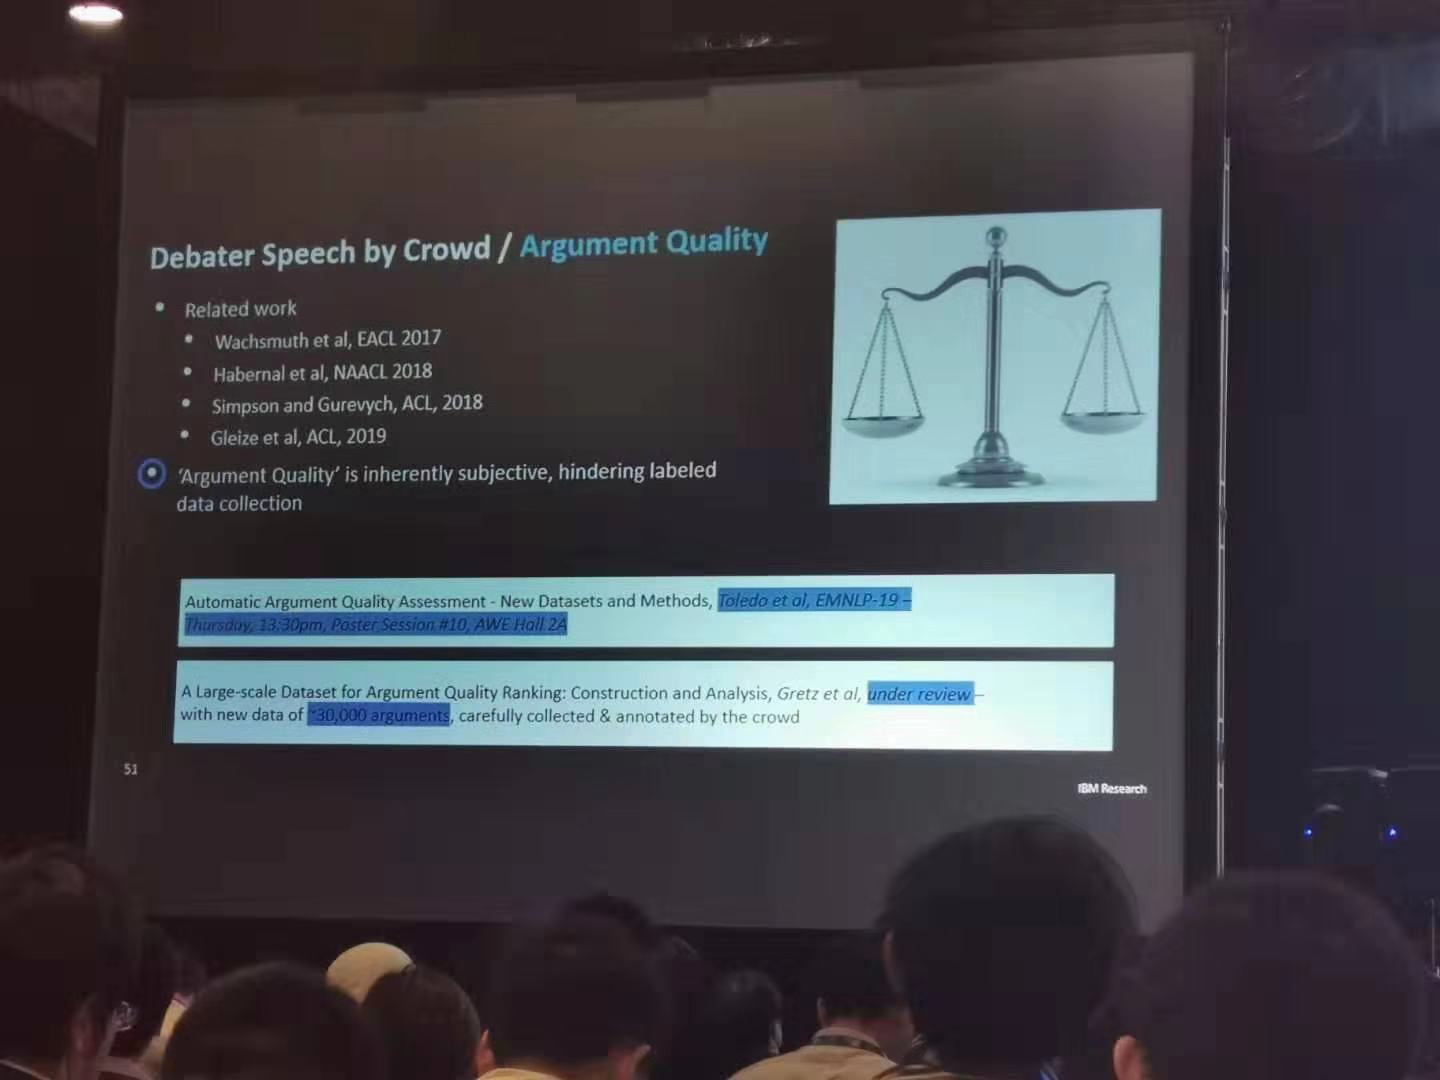 Debater Speech by Crowd / Argument Quality
• Related work
• Wachsmuth et al, EACL 2017
• Habernal et al, NAACL 2018
• Simpson and Gurevych, ACL, 2018
• Gleize et al, ACL, 2019
• ‘Argument Quality’ is inherently subjective, hindering labeled
data collection
Automatic Argument Quality Assessment - New Datasets and Methods, Toledo et al, EMNLP-19 –
Thursday, 13:30pm, Poster Session #10, AWE Hall 2A
A Large-scale Dataset for Argument Quality Ranking: Construction and Analysis, Gretz et al, under review –
with new data of ~30,000 arguments, carefully collected & annotated by the crowd
51
IBM Research